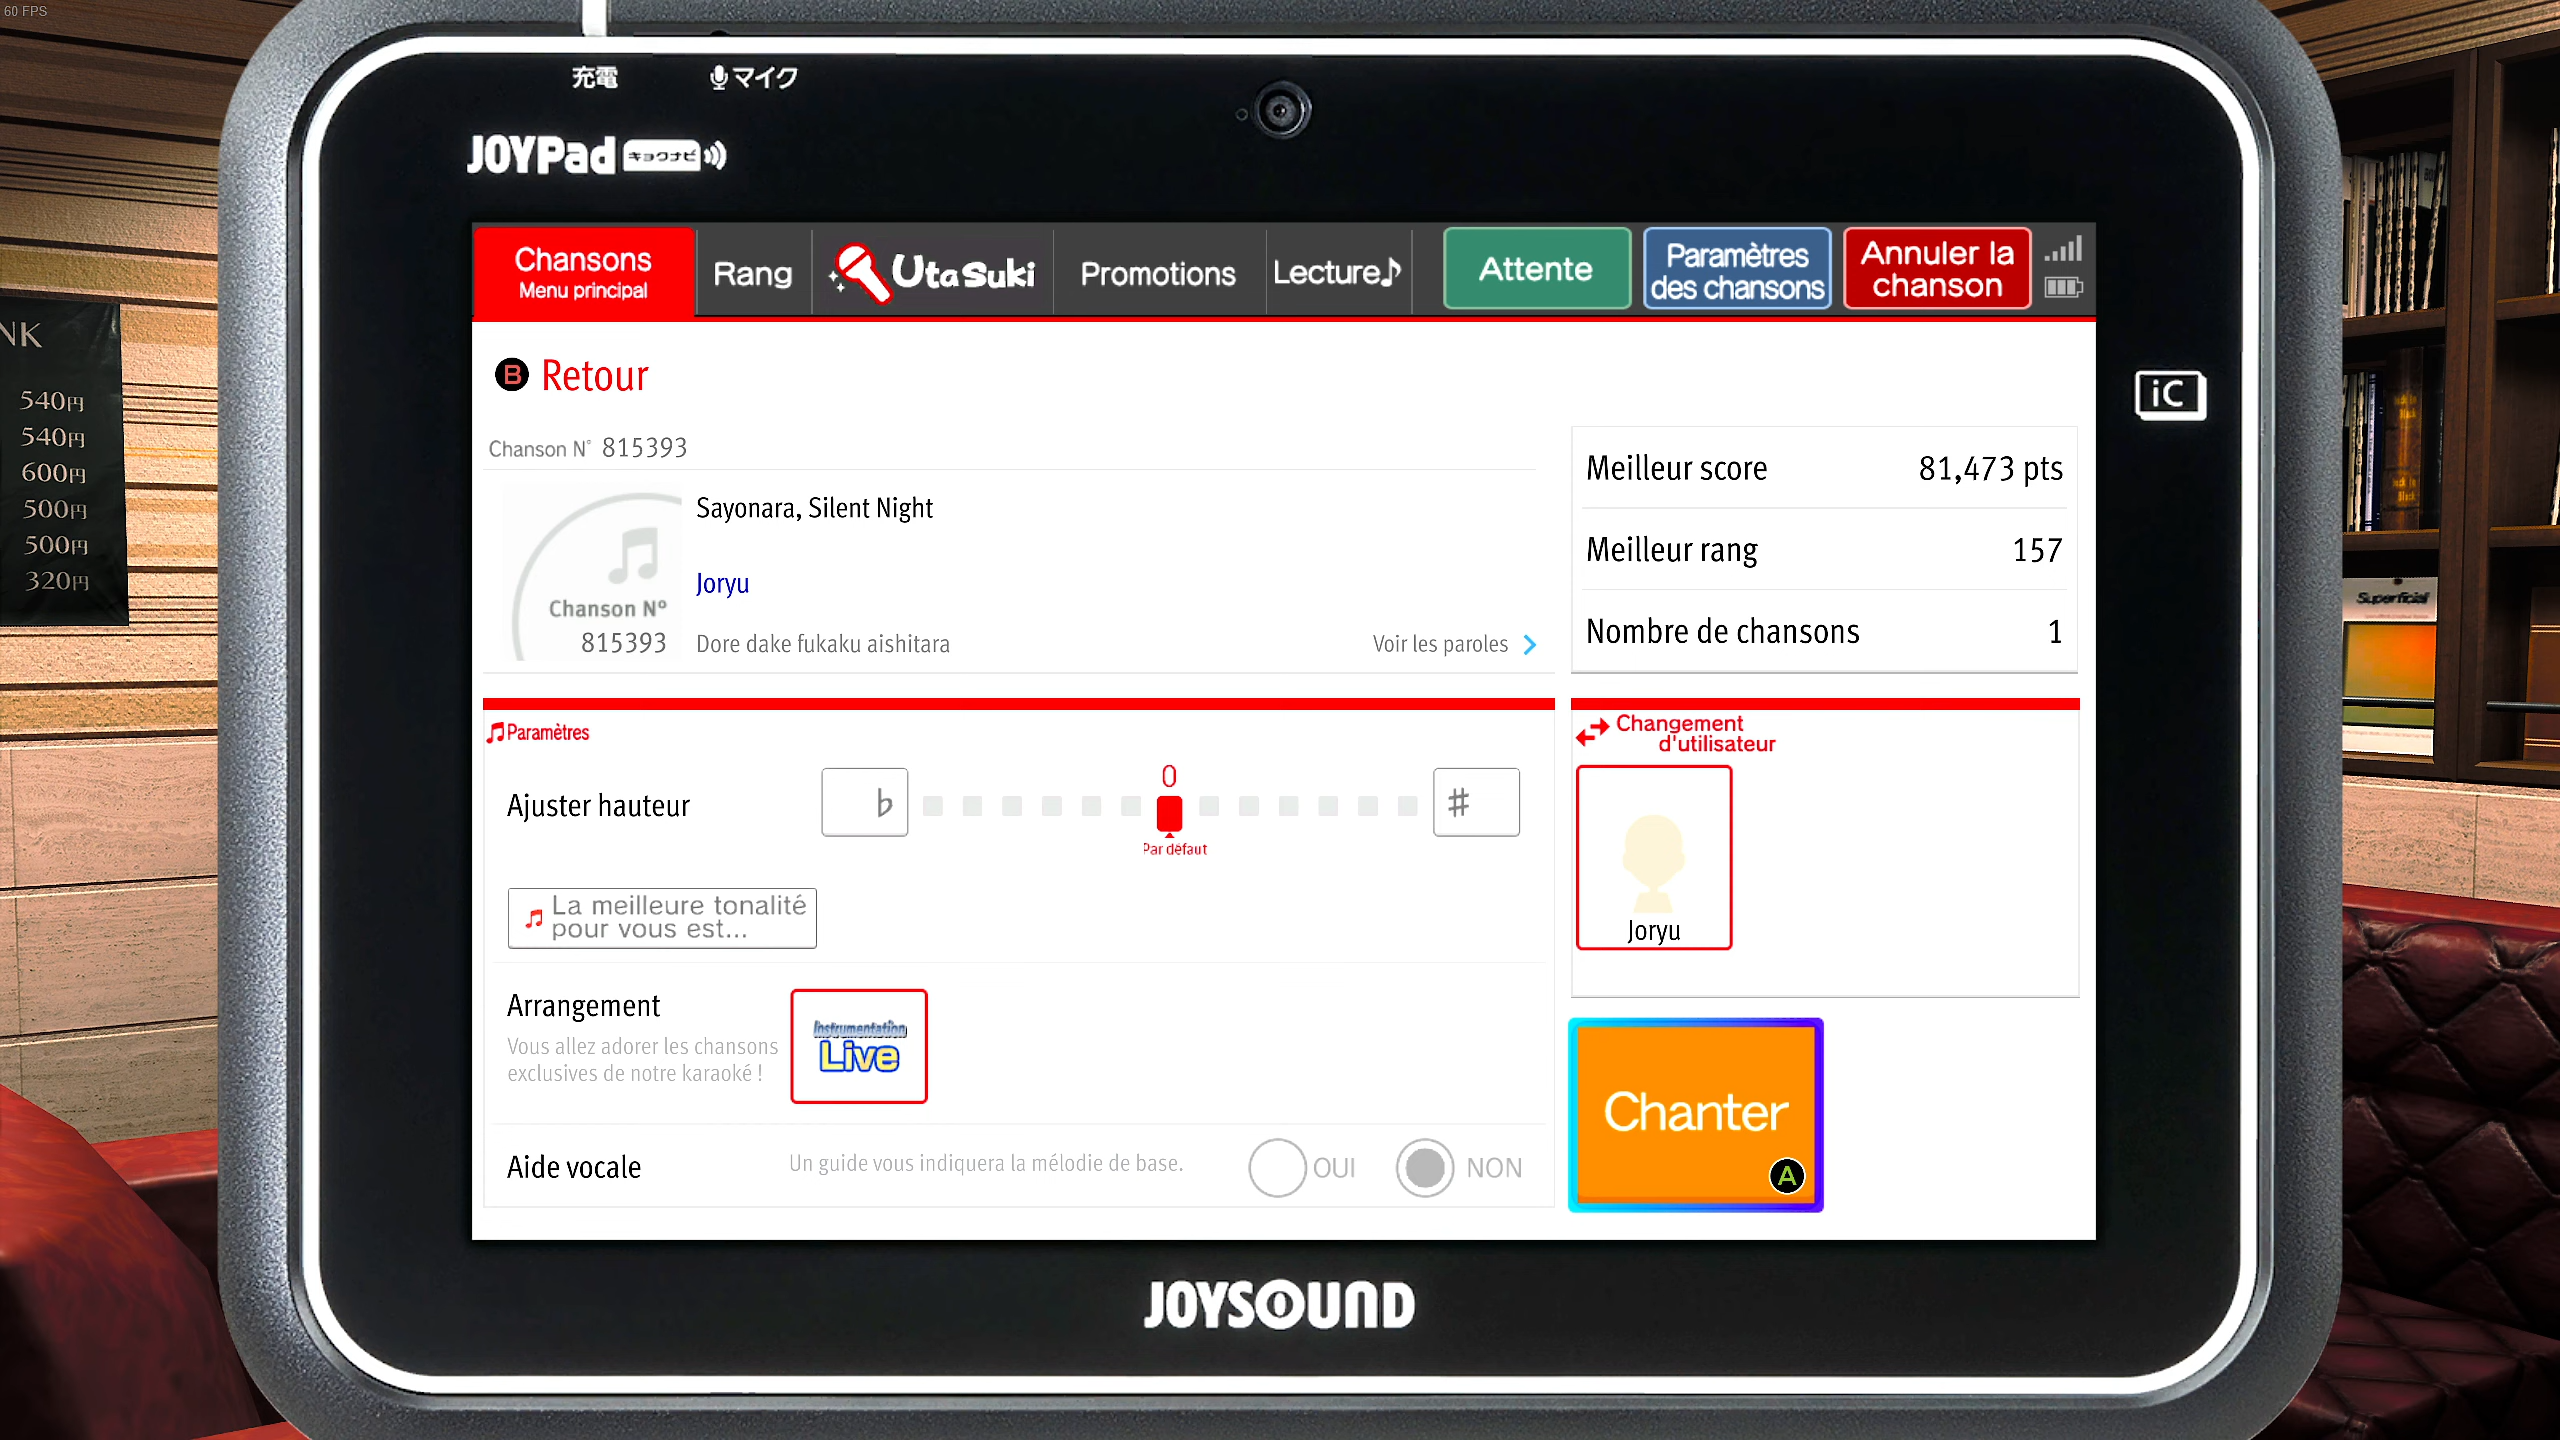 60 FPS
充電
マイク
JOYPad キョクナビ
Chansons
Menu principal
Rang
UtaSuki
Promotions
Lecture♪
Attente
Paramètres
des chansons
Annuler la
chanson
B Retour
iC
NK
540円
540円
600円
500円
500円
320円
Chanson N° 815393
Chanson Nº
815393
Sayonara, Silent Night
Joryu
Dore dake fukaku aishitara
Voir les paroles
Meilleur score 81,473 pts
Meilleur rang 157
Nombre de chansons 1
Superficial
Paramètres
Ajuster hauteur
♭
0
♯
Par défaut
La meilleure tonalité
pour vous est...
Arrangement
Vous allez adorer les chansons
exclusives de notre karaoké !
Instrumentation
Live
Aide vocale
Un guide vous indiquera la mélodie de base.
OUI
NON
Changement
d'utilisateur
Joryu
Chanter
A
JOYSOUND